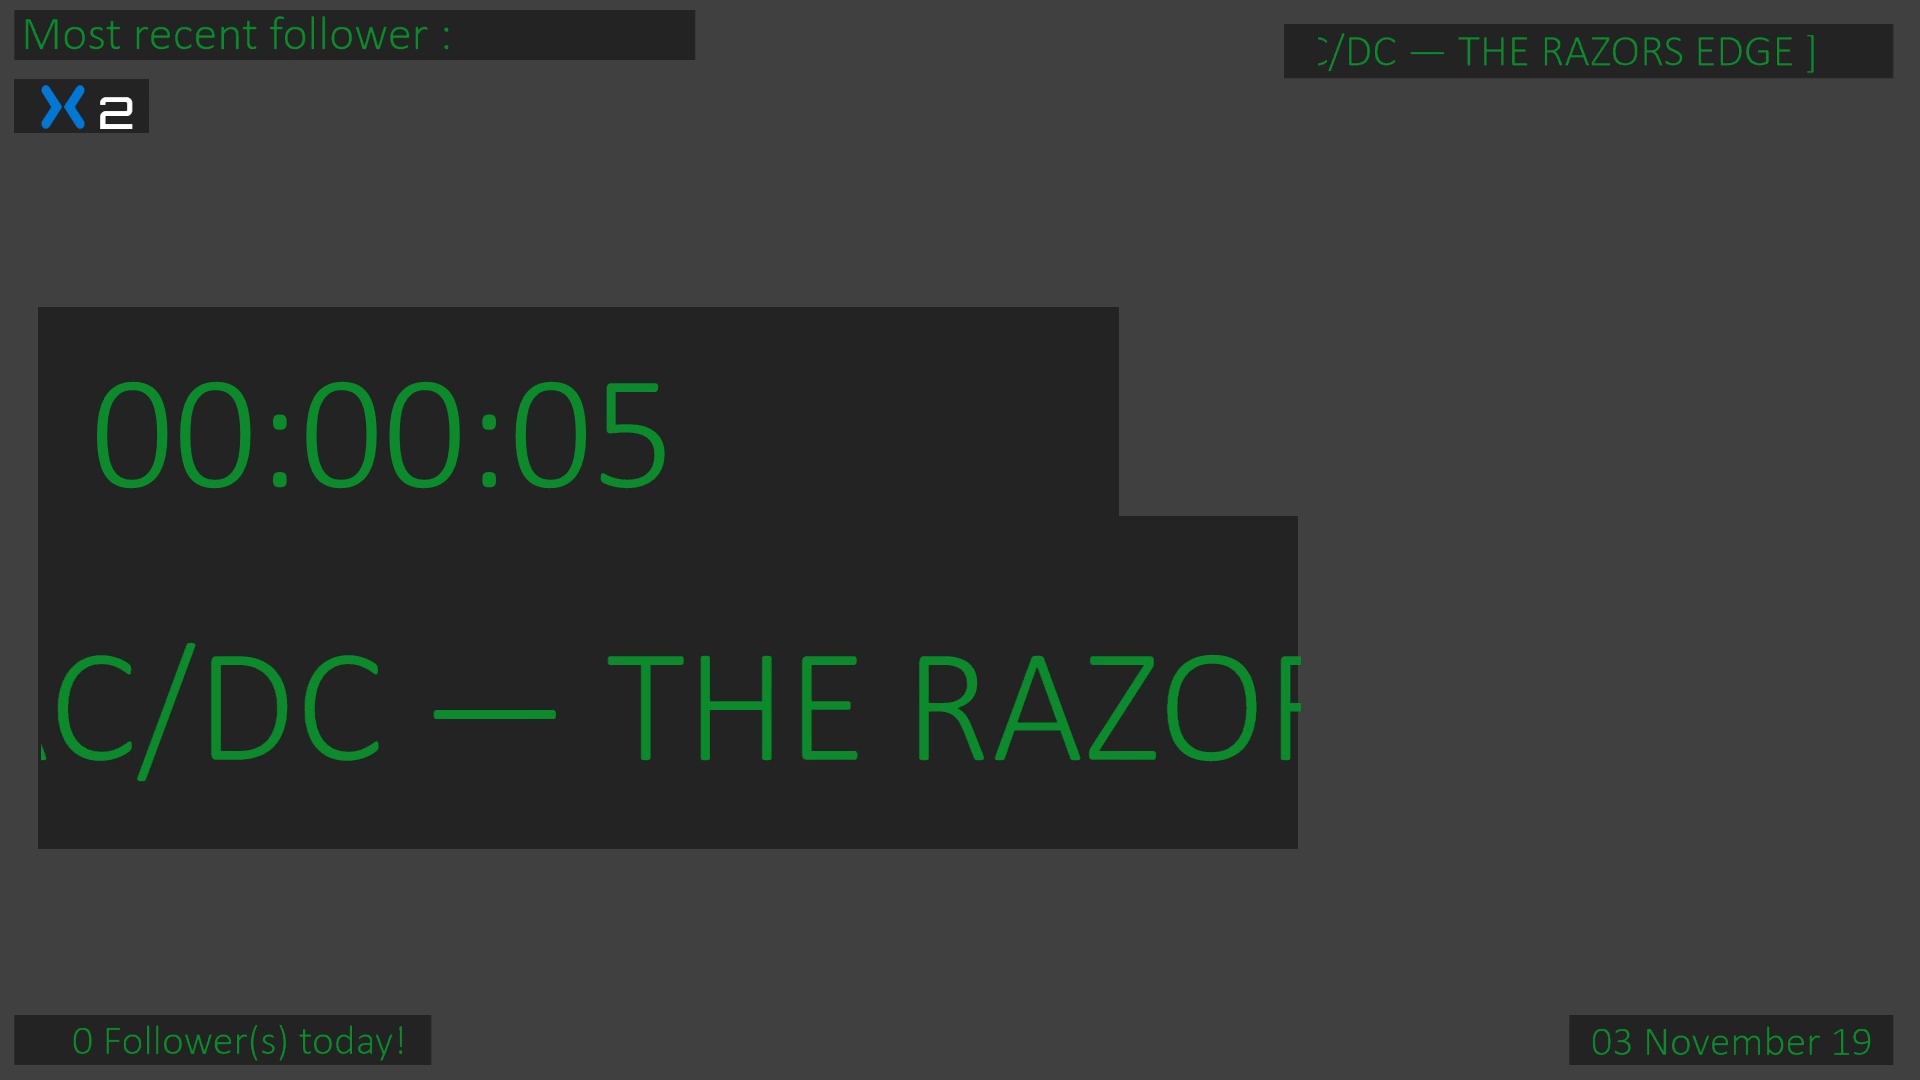 Most recent follower :
C/DC — THE RAZORS EDGE ]
2
00:00:05
C/DC — THE RAZOR
0 Follower(s) today!
03 November 19